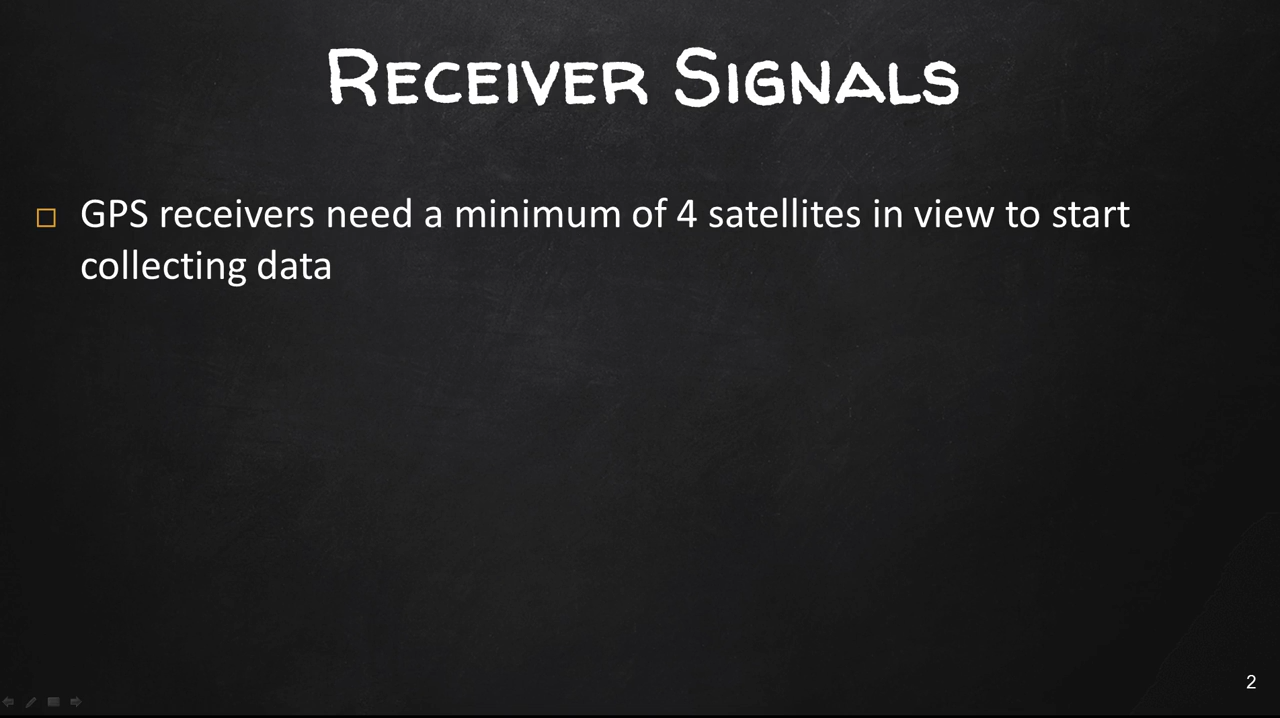 Receiver Signals
GPS receivers need a minimum of 4 satellites in view to start
collecting data
2